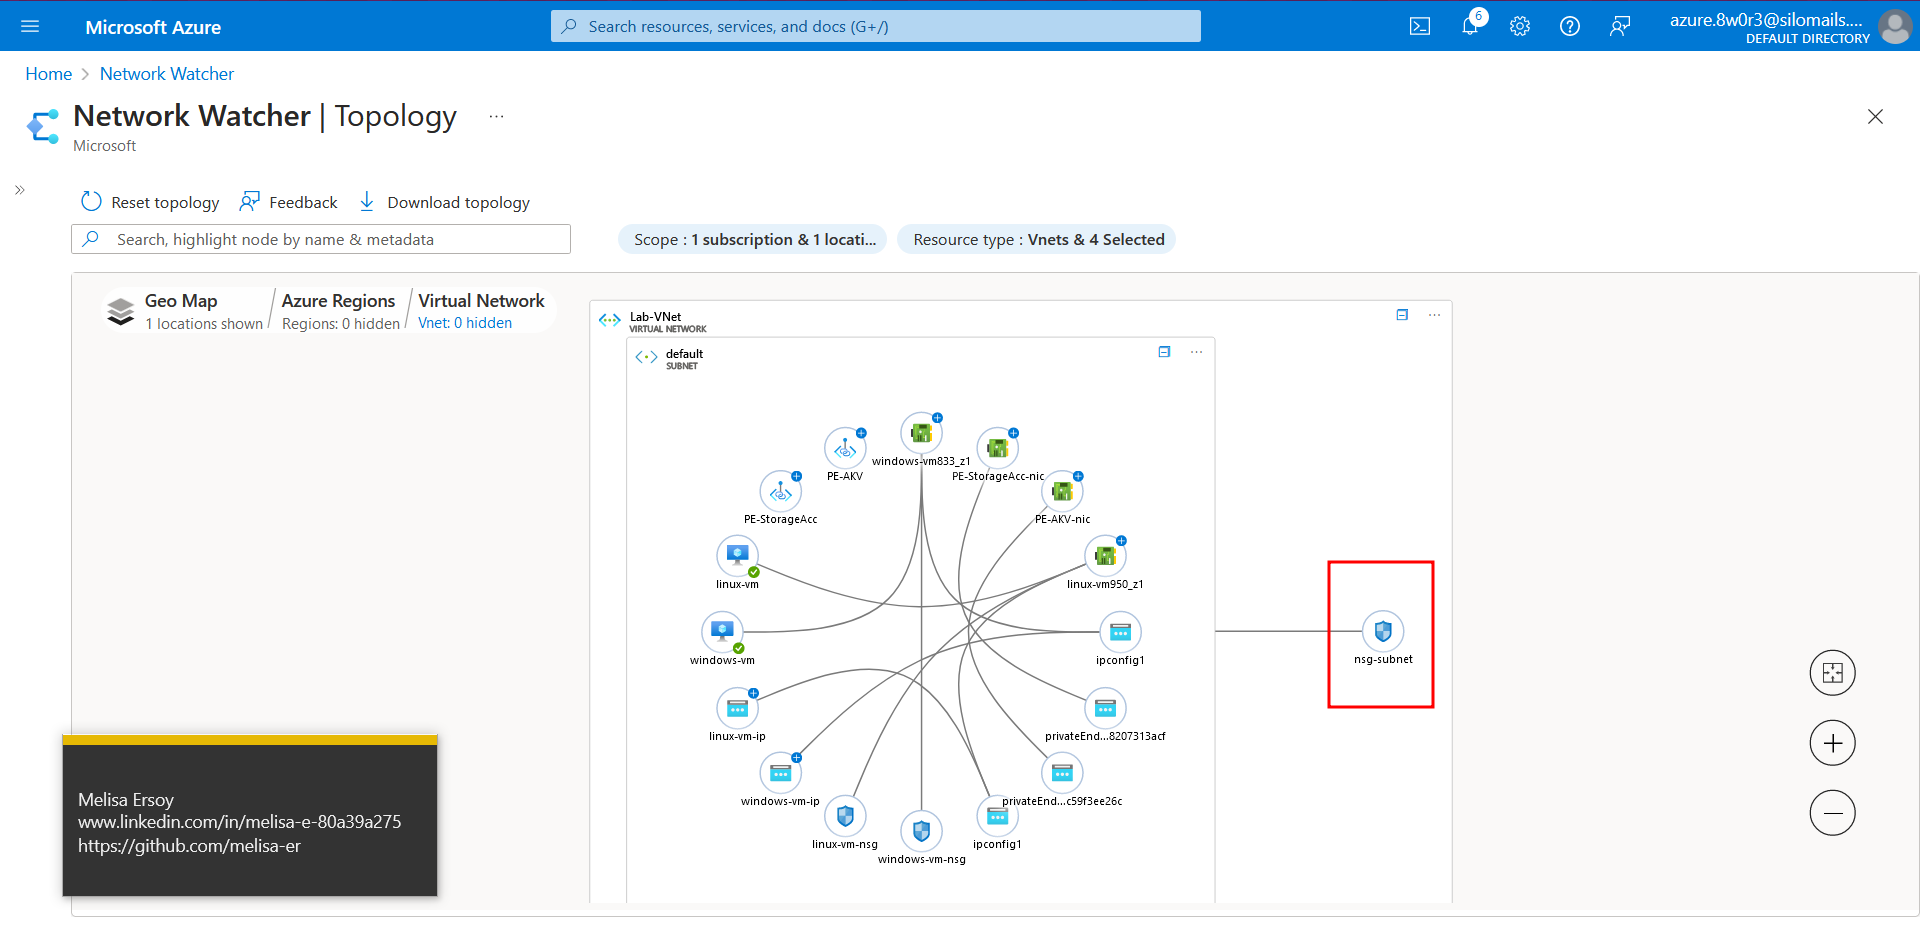 Microsoft Azure
Search resources, services, and docs (G+/)
6
azure.8w0r3@silomails....
DEFAULT DIRECTORY
Home > Network Watcher
Network Watcher | Topology ...
Microsoft
Reset topology
Feedback
Download topology
Search, highlight node by name & metadata
Scope : 1 subscription & 1 locati...
Resource type : Vnets & 4 Selected
Geo Map
1 locations shown
Azure Regions
Regions: 0 hidden
Virtual Network
Vnet: 0 hidden
Lab-VNet
VIRTUAL NETWORK
default
SUBNET
windows-vm833_z1
PE-AKV
PE-StorageAcc-nic
PE-StorageAcc
PE-AKV-nic
linux-vm
linux-vm950_z1
windows-vm
ipconfig1
nsg-subnet
linux-vm-ip
privateEnd...8207313acf
windows-vm-ip
privateEnd...c59f3ee26c
linux-vm-nsg
windows-vm-nsg
ipconfig1
Melisa Ersoy
www.linkedin.com/in/melisa-e-80a39a275
https://github.com/melisa-er